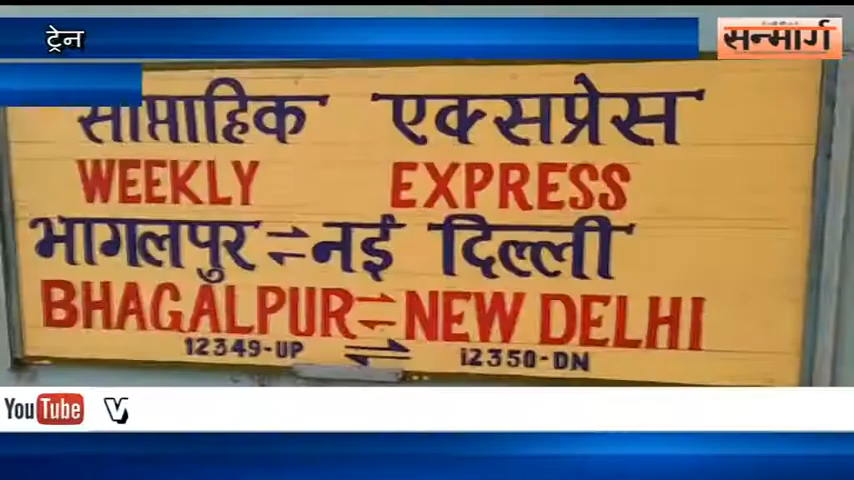 ट्रेन
सन्मार्ग
साप्ताहिक एक्सप्रेस
WEEKLY EXPRESS
भागलपुर ⇌ नई दिल्ली
BHAGALPUR ⇌ NEW DELHI
12349-UP ⇌ 12350-DN
YouTube V